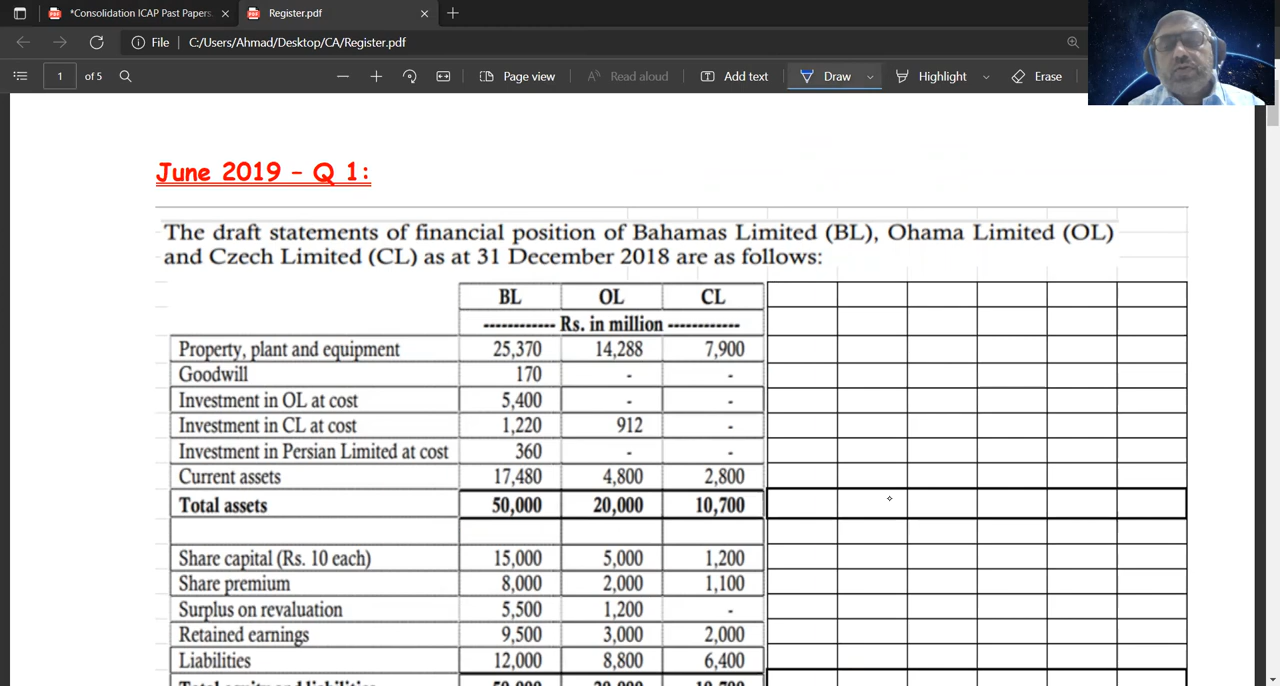 *Consolidation ICAP Past Papers.
Register.pdf
File C:/Users/Ahmad/Desktop/CA/Register.pdf
1 of 5 Page view Read aloud Add text Draw Highlight Erase
June 2019 – Q 1:
The draft statements of financial position of Bahamas Limited (BL), Ohama Limited (OL)
and Czech Limited (CL) as at 31 December 2018 are as follows:
BL OL CL
------------ Rs. in million ------------
Property, plant and equipment 25,370 14,288 7,900
Goodwill 170 - -
Investment in OL at cost 5,400 - -
Investment in CL at cost 1,220 912 -
Investment in Persian Limited at cost 360 - -
Current assets 17,480 4,800 2,800
Total assets 50,000 20,000 10,700
Share capital (Rs. 10 each) 15,000 5,000 1,200
Share premium 8,000 2,000 1,100
Surplus on revaluation 5,500 1,200 -
Retained earnings 9,500 3,000 2,000
Liabilities 12,000 8,800 6,400